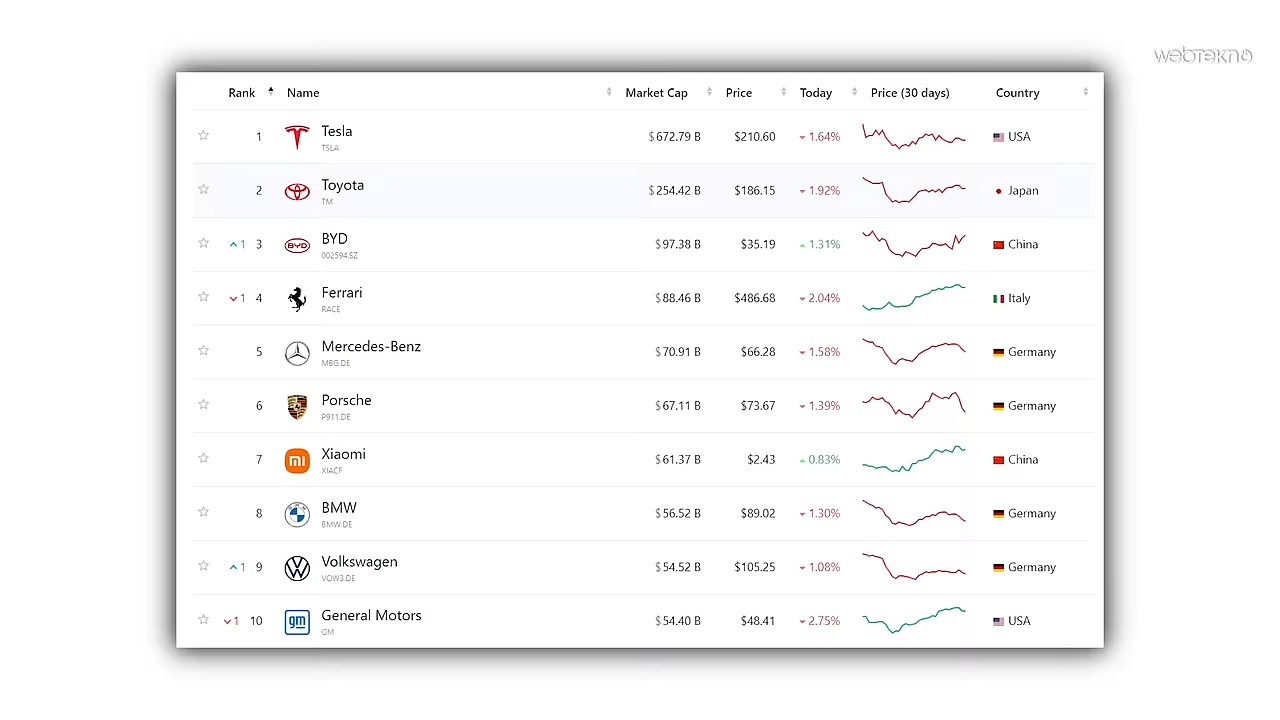 webtekno
Rank Name Market Cap Price Today Price (30 days) Country
1 Tesla $672.79 B $210.60 1.64% USA
TSLA
2 Toyota $254.42 B $186.15 1.92% Japan
TM
1 3 BYD BYD $97.38 B $35.19 1.31% China
002594.SZ
1 4 Ferrari $88.46 B $486.68 2.04% Italy
RACE
5 Mercedes-Benz $70.91 B $66.28 1.58% Germany
MBG.DE
6 Porsche $67.11 B $73.67 1.39% Germany
P911.DE
7 mi Xiaomi $61.37 B $2.43 0.83% China
XIACF
8 BMW $56.52 B $89.02 1.30% Germany
BMW.DE
1 9 Volkswagen $54.52 B $105.25 1.08% Germany
VOW3.DE
1 10 gm General Motors $54.40 B $48.41 2.75% USA
GM